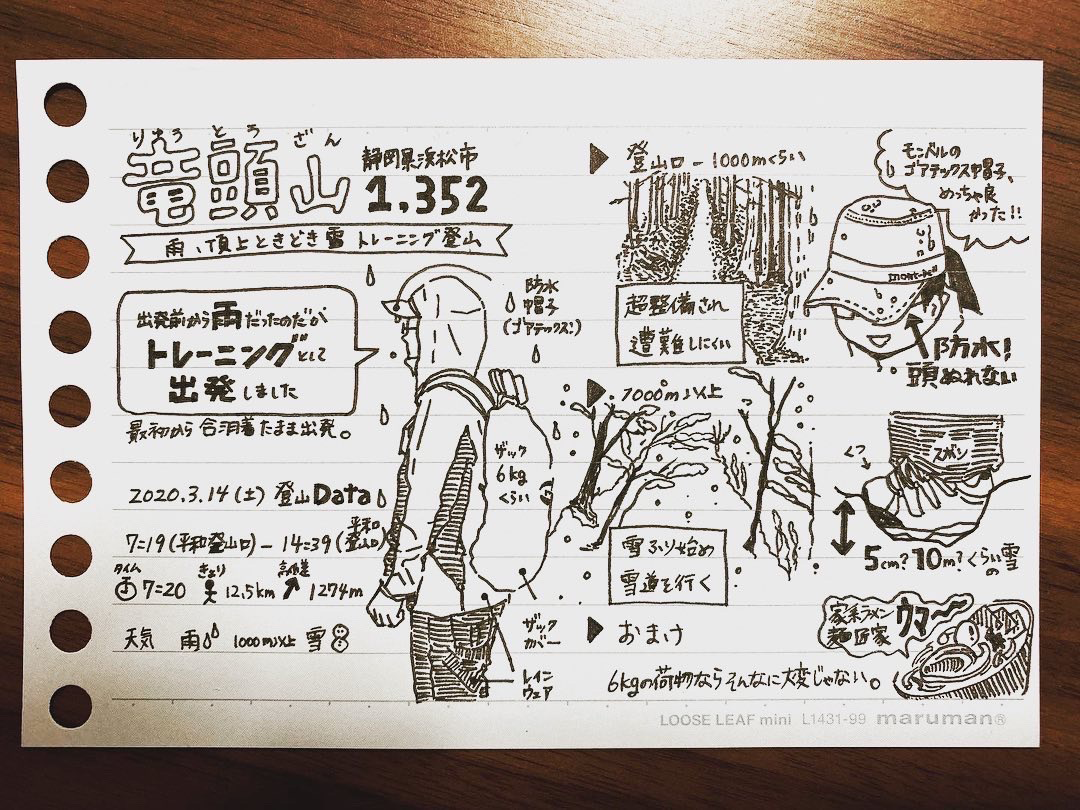 りゅうとうざん
竜頭山
静岡県浜松市
1,352
雨、頂上ときどき雪 トレーニング登山
出発前から雨だったのだが、
トレーニングとして
出発しました
最初から合羽着たまま出発。
2020.3.14(土) 登山Data
7=19(平和登山口) – 14=39(平和登山口)
タイム きょり 高低差
7=20 12.5km 1274m
天気 雨 1000m以上 雪
防水
帽子
(ゴアテックス!)
ザック
6kg
くらい
ザック
カバー
レイン
ウェア
登山口 – 1000mくらい
超整備され
遭難しにくい
1000m以上
雪ふり始め
雪道を行く
おまけ
6kgの荷物ならそんなに大変じゃない。
モンベルの
ゴアテックス帽子、
めっちゃ良
かった!!
mont-bell
防水!
頭ぬれない
ズボン
くつ
5cm?10m?くらいの雪
家系ラーメン
麺匠家
ウマ〜
LOOSE LEAF mini L1431-99 maruman®